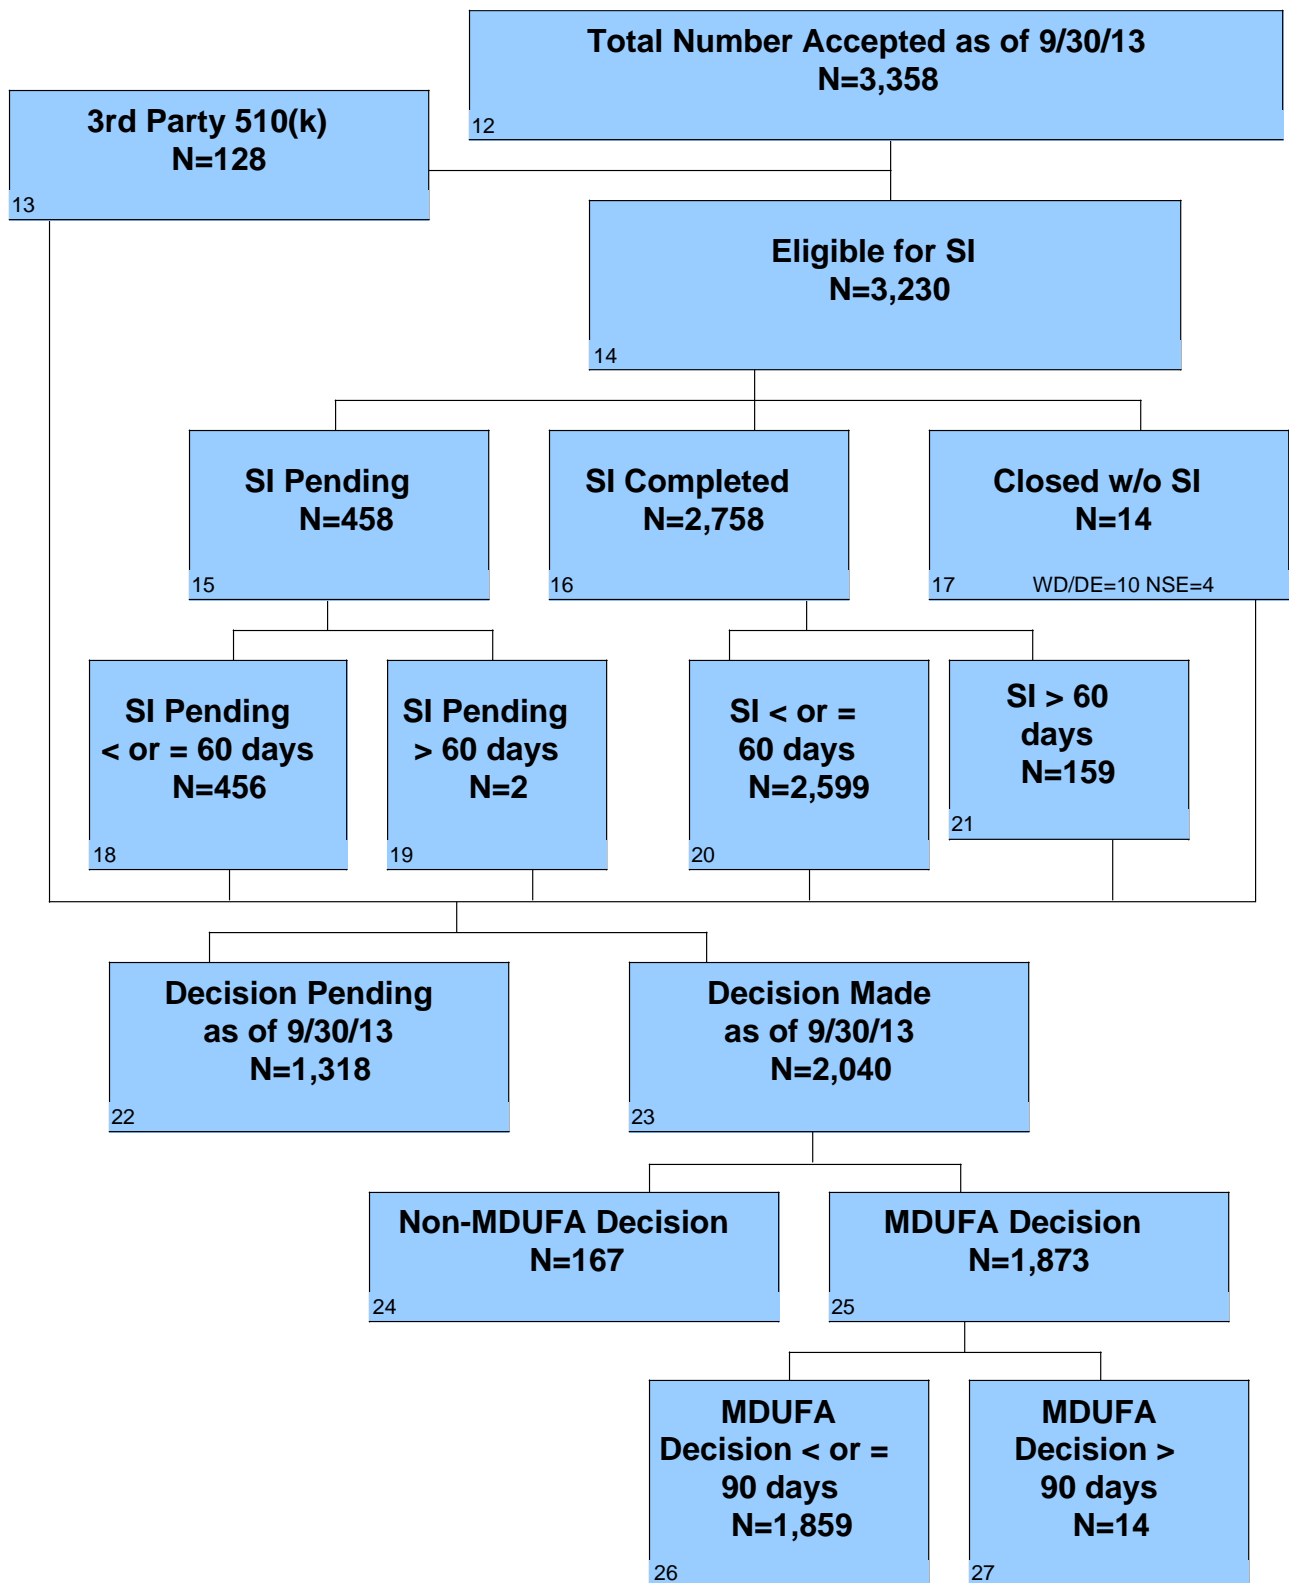 Total Number Accepted as of 9/30/13
N=3,358
12
3rd Party 510(k)
N=128
13
Eligible for SI
N=3,230
14
SI Pending
N=458
15
SI Completed
N=2,758
16
Closed w/o SI
N=14
17 WD/DE=10 NSE=4
SI Pending
< or = 60 days
N=456
18
SI Pending
> 60 days
N=2
19
SI < or =
60 days
N=2,599
20
SI > 60
days
N=159
21
Decision Pending
as of 9/30/13
N=1,318
22
Decision Made
as of 9/30/13
N=2,040
23
Non-MDUFA Decision
N=167
24
MDUFA Decision
N=1,873
25
MDUFA
Decision < or =
90 days
N=1,859
26
MDUFA
Decision >
90 days
N=14
27